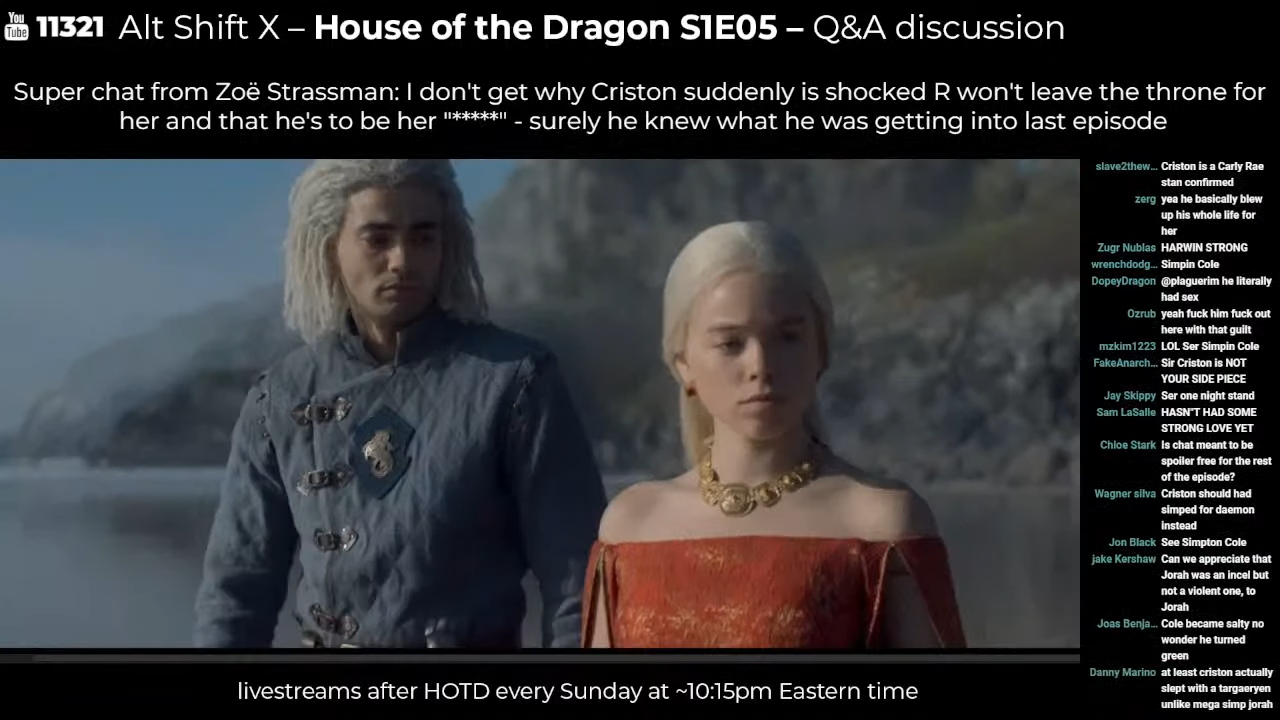 You Tube 11321 Alt Shift X – House of the Dragon S1E05 – Q&A discussion
Super chat from Zoë Strassman: I don't get why Criston suddenly is shocked R won't leave the throne for
her and that he's to be her "*****" - surely he knew what he was getting into last episode
slave2thew… Criston is a Carly Rae
stan confirmed
zerg yea he basically blew
up his whole life for
her
Zugr Nublas HARWIN STRONG
wrenchdodg… Simpin Cole
DopeyDragon @plaguerim he literally
had sex
Ozrub yeah fuck him fuck out
here with that guilt
mzkim1223 LOL Ser Simpin Cole
FakeAnarch… Sir Criston is NOT
YOUR SIDE PIECE
Jay Skippy Ser one night stand
Sam LaSalle HASN"T HAD SOME
STRONG LOVE YET
Chloe Stark Is chat meant to be
spoiler free for the rest
of the episode?
Wagner silva Criston should had
simped for daemon
instead
Jon Black See Simpton Cole
jake Kershaw Can we appreciate that
Jorah was an incel but
not a violent one, to
Jorah
Joas Benja… Cole became salty no
wonder he turned
green
Danny Marino at least criston actually
slept with a targaeryen
unlike mega simp jorah
livestreams after HOTD every Sunday at ~10:15pm Eastern time